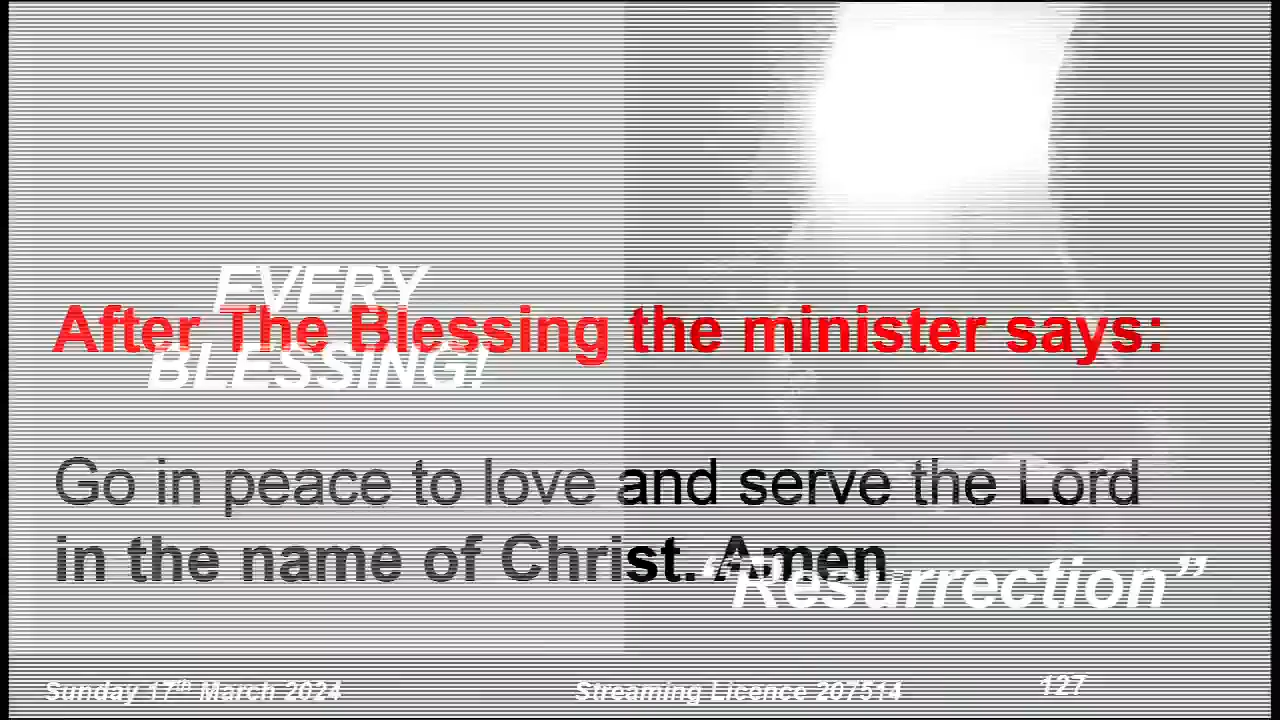 EVERY
After The Blessing the minister says:
BLESSING!
Go in peace to love and serve the Lord
in the name of Christ. Amen
“Resurrection”
Sunday 17th March 2024
Streaming Licence 207514
127